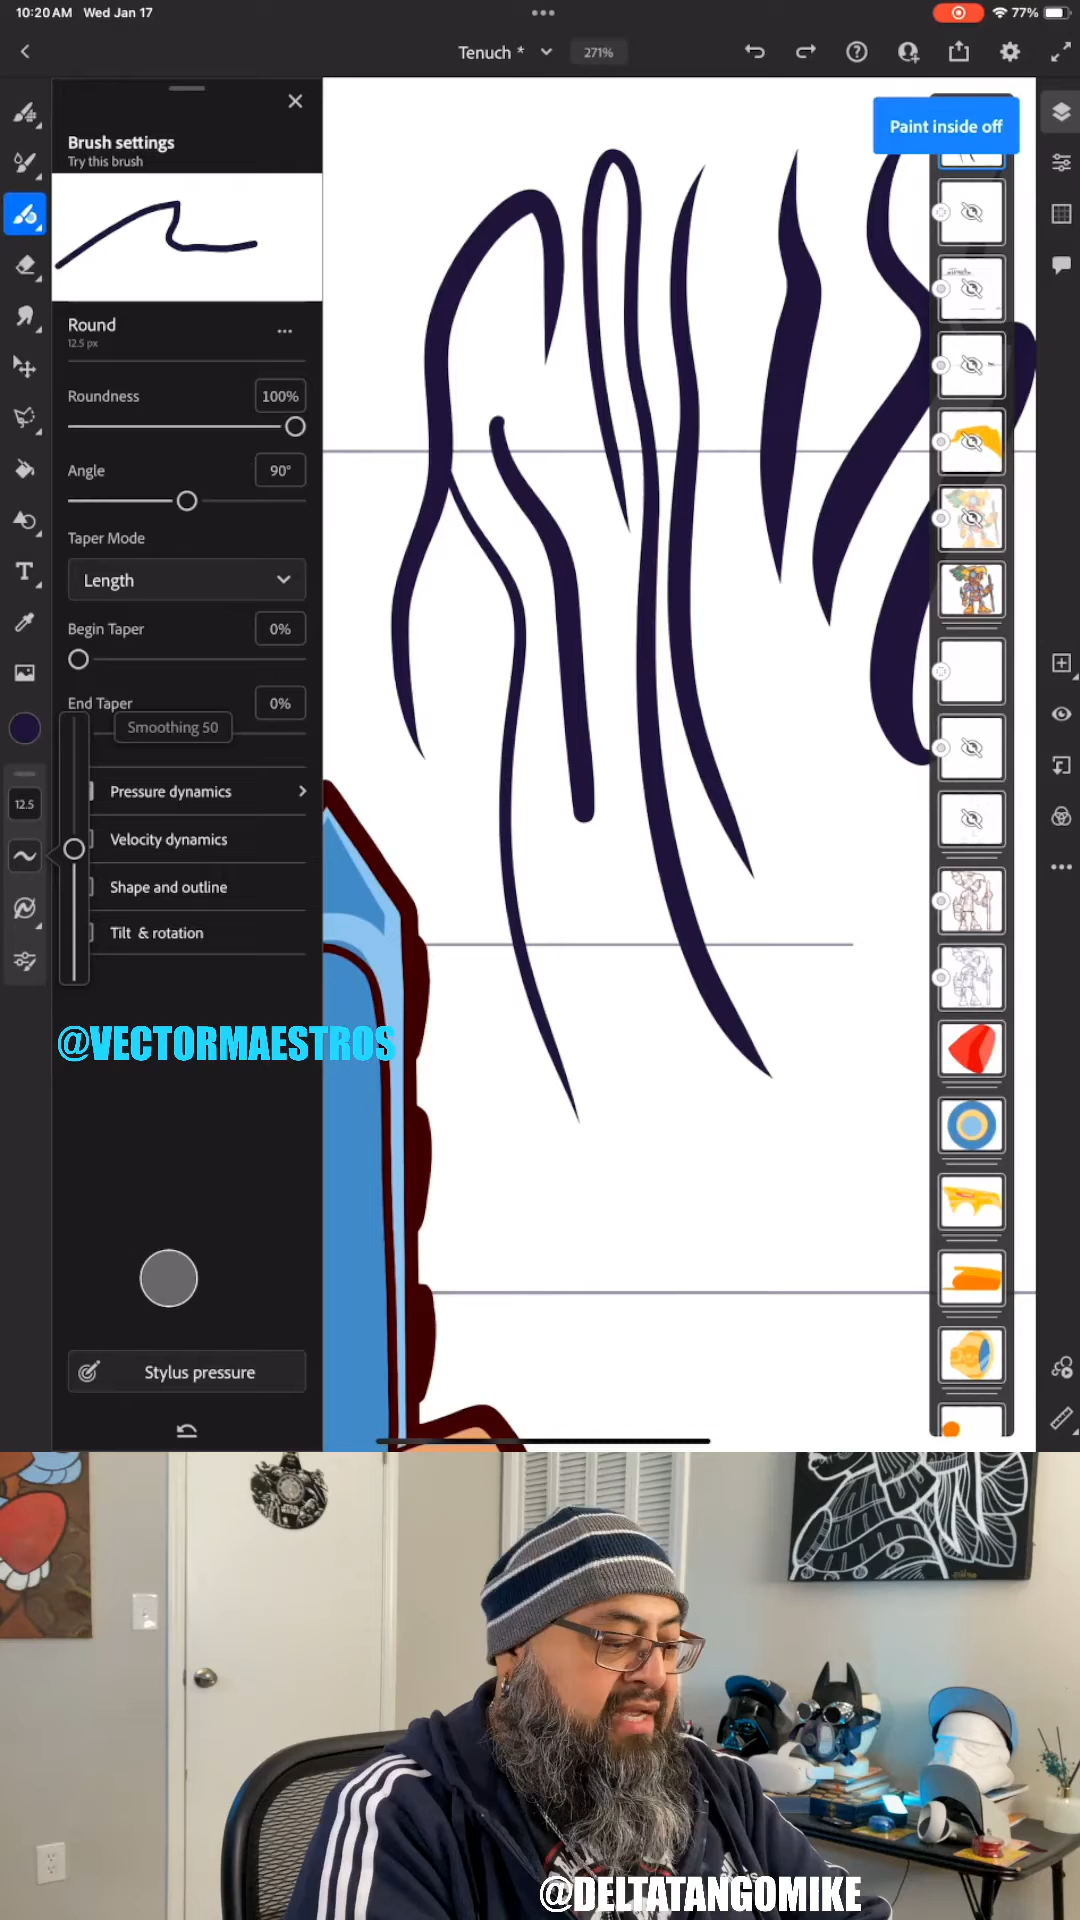 10:20 AM Wed Jan 17
77%
Tenuch *
271%
Brush settings
Try this brush
Paint inside off
Round
12.5 px
Roundness
100%
Angle
90°
Taper Mode
Length
Begin Taper
0%
End Taper
0%
Smoothing 50
Pressure dynamics
12.5
Velocity dynamics
Shape and outline
Tilt & rotation
@VECTORMAESTROS
Stylus pressure
@DELTATANGOMIKE